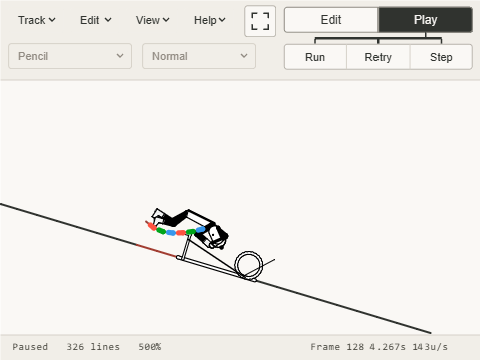 Track Edit View Help Edit Play
Pencil Normal Run Retry Step
Paused 326 lines 500% Frame 128 4.267s 143u/s